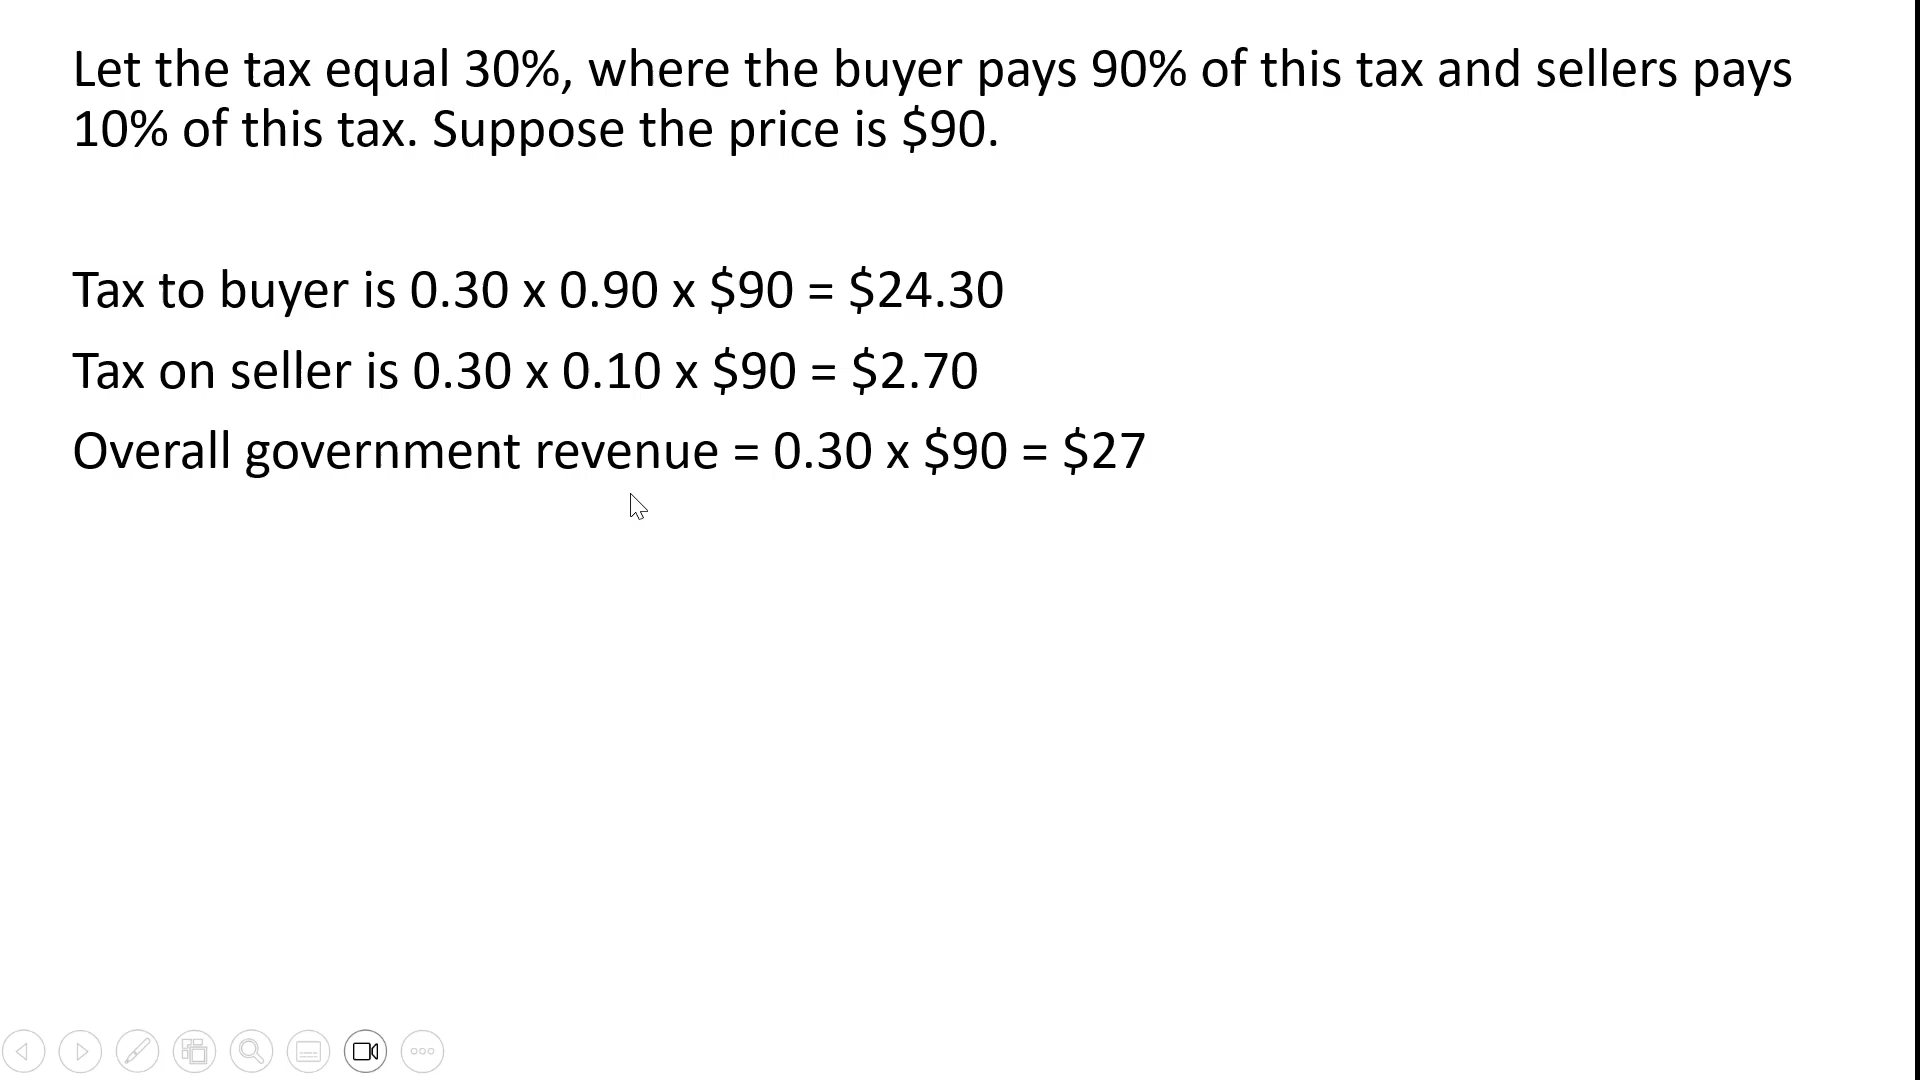 Let the tax equal 30%, where the buyer pays 90% of this tax and sellers pays
10% of this tax. Suppose the price is $90.
Tax to buyer is 0.30 x 0.90 x $90 = $24.30
Tax on seller is 0.30 x 0.10 x $90 = $2.70
Overall government revenue = 0.30 x $90 = $27